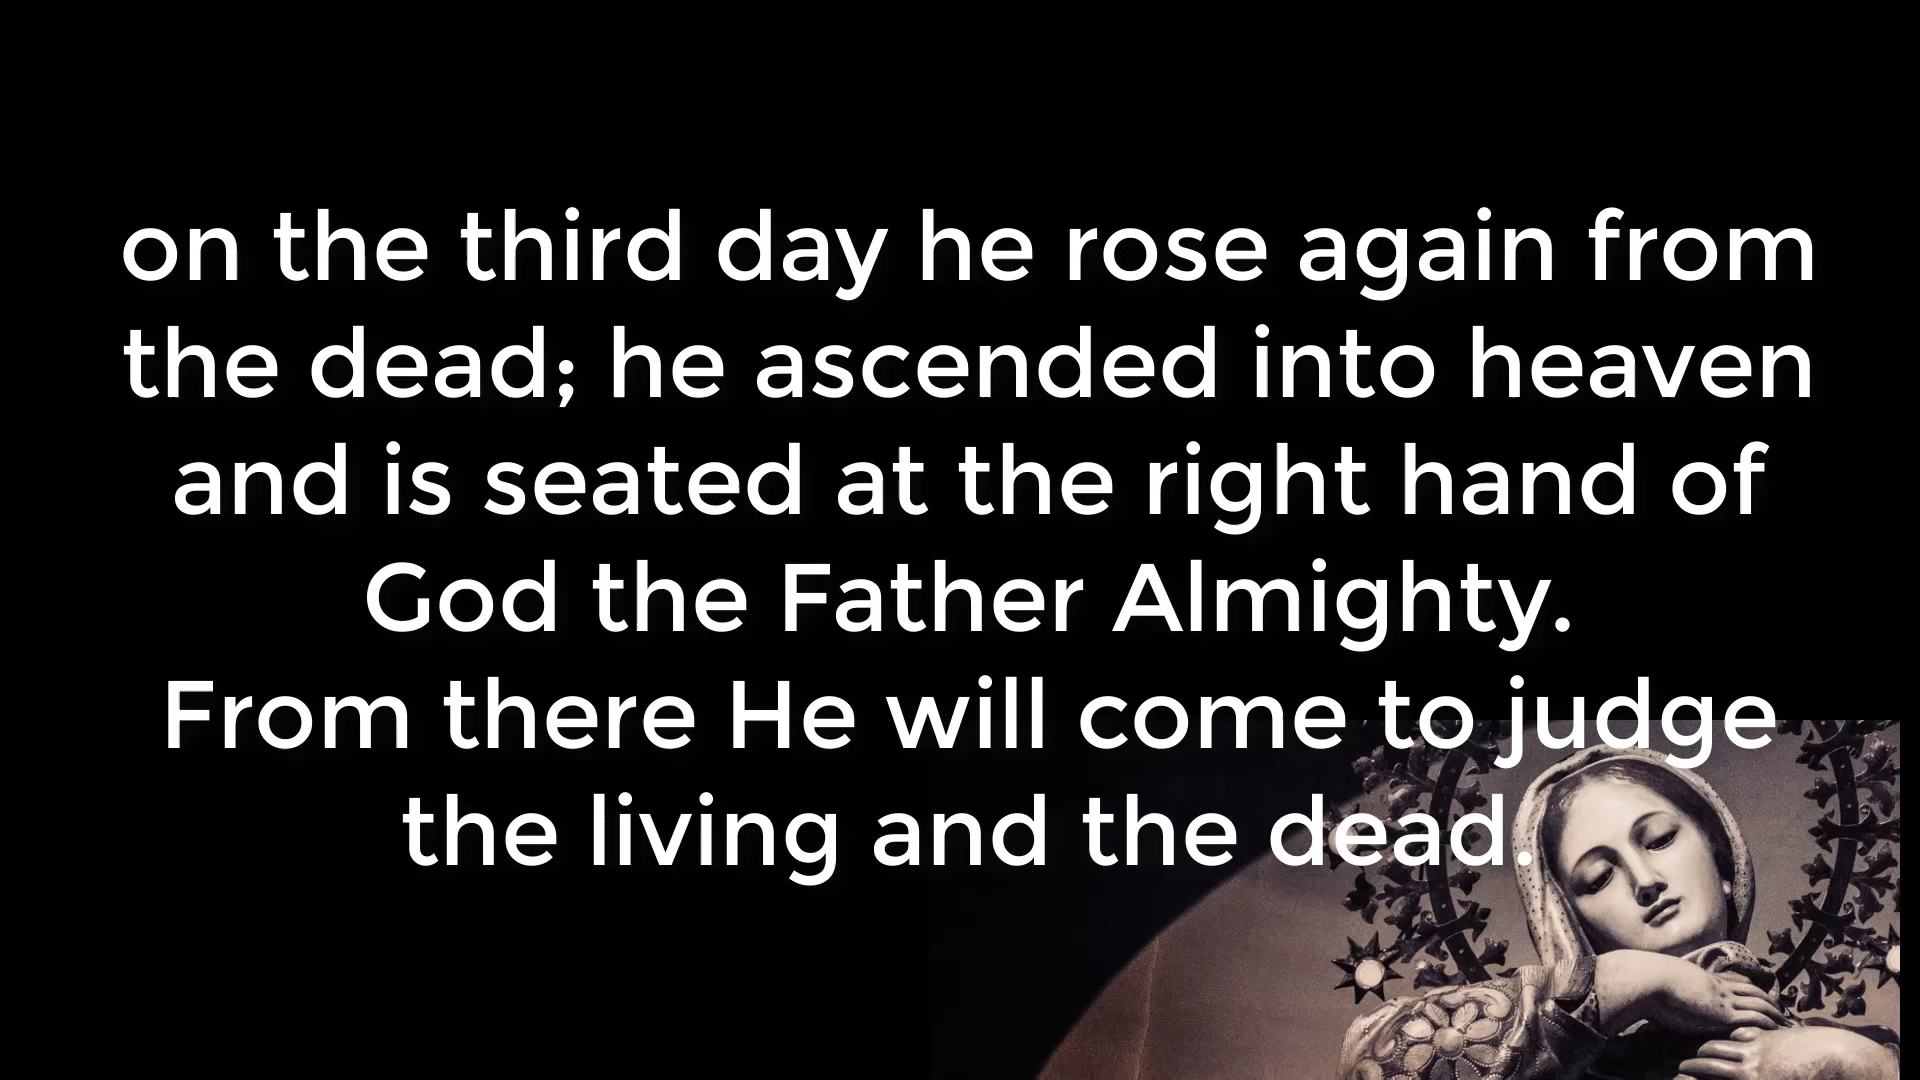 on the third day he rose again from
the dead; he ascended into heaven
and is seated at the right hand of
God the Father Almighty.
From there He will come to judge
the living and the dead.